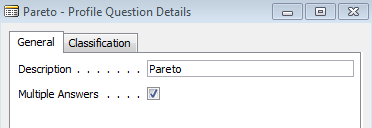 Pareto - Profile Question Details
General Classification
Description . . . . . . . Pareto
Multiple Answers . . . .